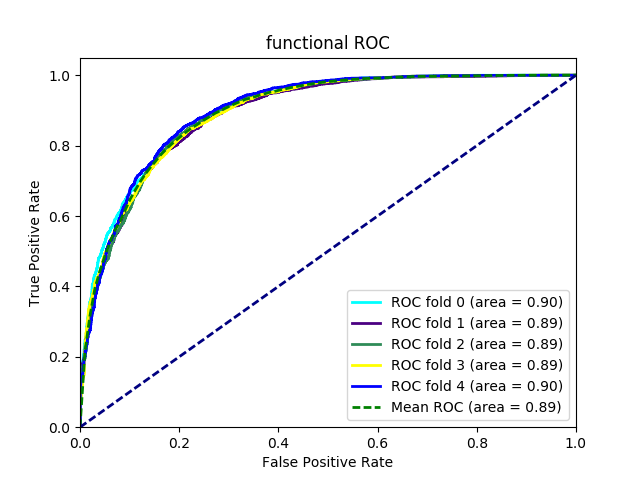 functional ROC
True Positive Rate
1.0
0.8
0.6
0.4
0.2
0.0
ROC fold 0 (area = 0.90)
ROC fold 1 (area = 0.89)
ROC fold 2 (area = 0.89)
ROC fold 3 (area = 0.89)
ROC fold 4 (area = 0.90)
Mean ROC (area = 0.89)
0.0 0.2 0.4 0.6 0.8 1.0
False Positive Rate